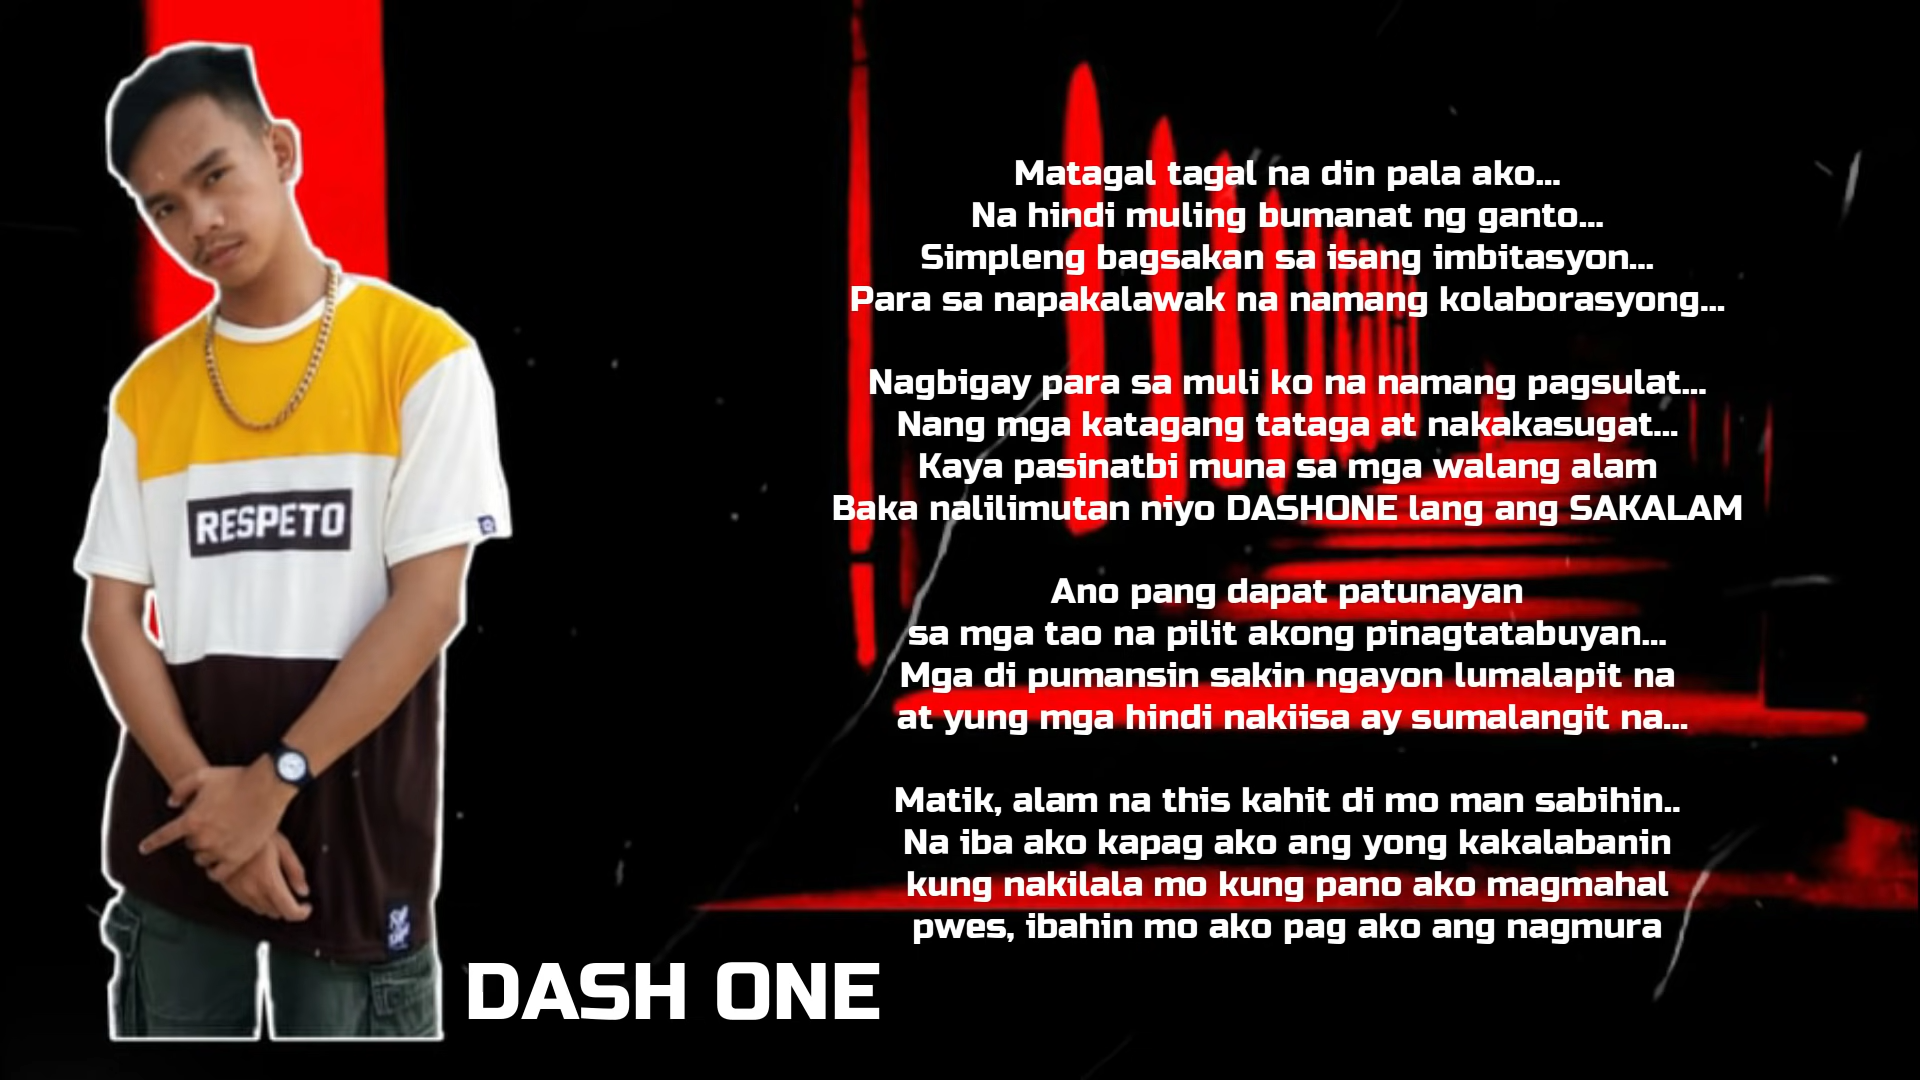 Matagal tagal na din pala ako...
Na hindi muling bumanat ng ganto...
Simpleng bagsakan sa isang imbitasyon...
Para sa napakalawak na namang kolaborasyong...
Nagbigay para sa muli ko na namang pagsulat...
Nang mga katagang tataga at nakakasugat...
Kaya pasinatbi muna sa mga walang alam
Baka nalilimutan niyo DASHONE lang ang SAKALAM
Ano pang dapat patunayan
sa mga tao na pilit akong pinagtatabuyan...
Mga di pumansin sakin ngayon lumalapit na
at yung mga hindi nakiisa ay sumalangit na...
Matik, alam na this kahit di mo man sabihin..
Na iba ako kapag ako ang yong kakalabanin
kung nakilala mo kung pano ako magmahal
pwes, ibahin mo ako pag ako ang nagmura
RESPETO
DASH ONE